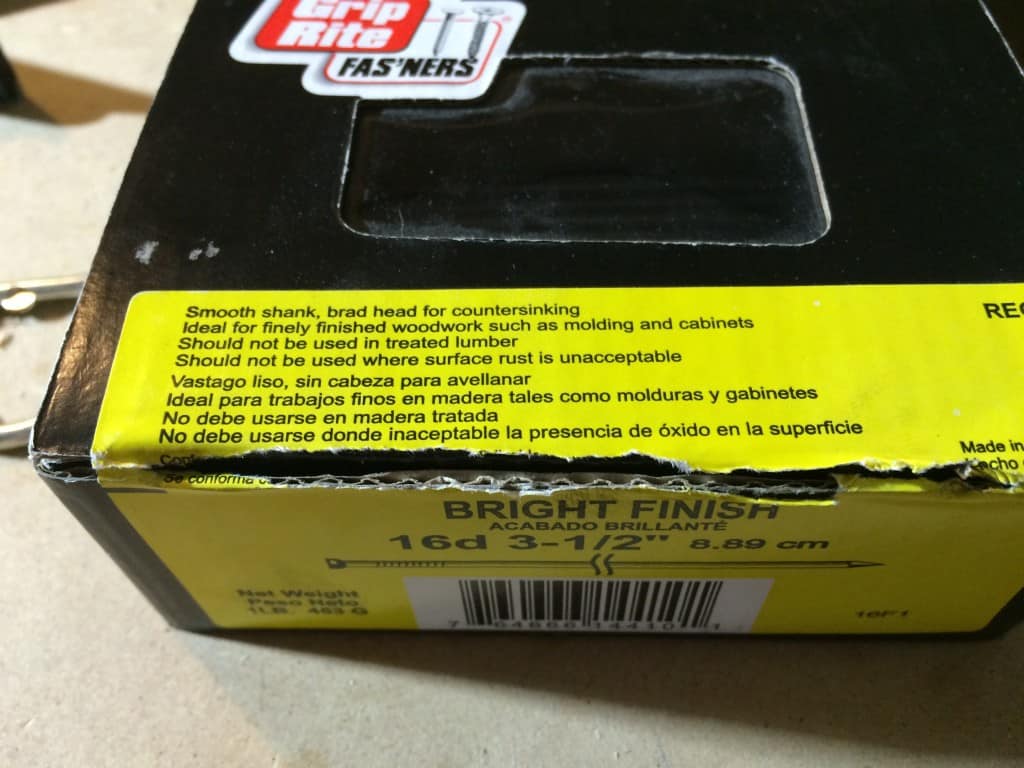 Grip
Rite
FAS'NERS
Smooth shank, brad head for countersinking
Ideal for finely finished woodwork such as molding and cabinets
Should not be used in treated lumber
Should not be used where surface rust is unacceptable
Vastago liso, sin cabeza para avellanar
Ideal para trabajos finos en madera tales como molduras y gabinetes
No debe usarse en madera tratada
No debe usarse donde inaceptable la presencia de óxido en la superficie
Se conforma
Made in
BRIGHT FINISH
ACABADO BRILLANTÉ
16d 3-1/2" 8.89 cm
Net Weight
Peso Neto
1LB. 453 G
16F1